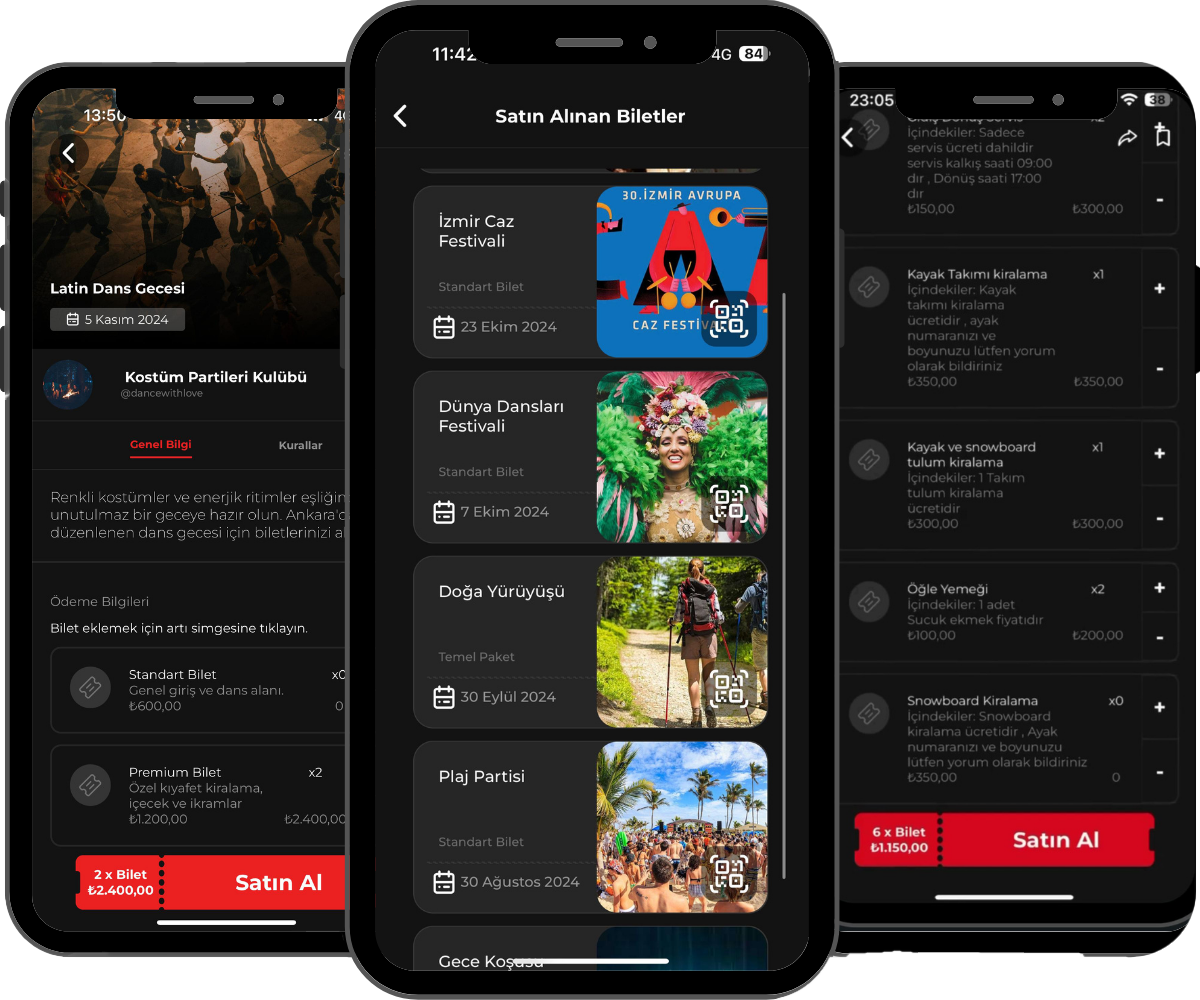 13:50
Latin Dans Gecesi
5 Kasım 2024
Kostüm Partileri Kulübü
@dancewithlove
Genel Bilgi
Kurallar
Renkli kostümler ve enerjik ritimler
unutulmaz bir geceye hazır olun.
düzenlenen dans gecesi için biletlerinizi
Ödeme Bilgileri
Bilet eklemek için artı simgesine tıklayın.
Standart Bilet x0
Genel giriş ve dans alanı.
₺600,00 0
Premium Bilet x2
Özel kıyafet kiralama,
içecek ve ikramlar
₺1.200,00 ₺2.400,00
2 x Bilet
₺2.400,00
Satın Al
11:42
4G 84
Satın Alınan Biletler
İzmir Caz
Festivali
Standart Bilet
23 Ekim 2024
30.İZMİR AVRUPA
CAZ
Dünya Dansları
Festivali
Standart Bilet
7 Ekim 2024
Doğa Yürüyüşü
Temel Paket
30 Eylül 2024
Plaj Partisi
Standart Bilet
30 Ağustos 2024
Gece Koşusu
23:05
38
İçindekiler: Sadece
servis ücreti dahildir
servis kalkış saati 09:00
dır , Dönüş saati 17:00
dır
₺150,00 ₺300,00
-
Kayak Takımı kiralama x1
İçindekiler: Kayak
takımı kiralama
ücretidir , ayak
numaranızı ve
boyunuzu lütfen yorum
olarak bildiriniz
₺350,00 ₺350,00
+
-
Kayak ve snowboard x1
tulum kiralama
İçindekiler: 1 Takım
tulum kiralama
ücretidir
₺300,00 ₺300,00
+
-
Öğle Yemeği x2
İçindekiler: 1 adet
Sucuk ekmek fiyatıdır
₺100,00 ₺200,00
+
-
Snowboard Kiralama x0
İçindekiler: Snowboard
kiralama ücretidir , Ayak
numaranızı ve boyunuzu
lütfen yorum olarak bildiriniz
₺350,00 0
+
-
6 x Bilet
₺1.150,00
Satın Al